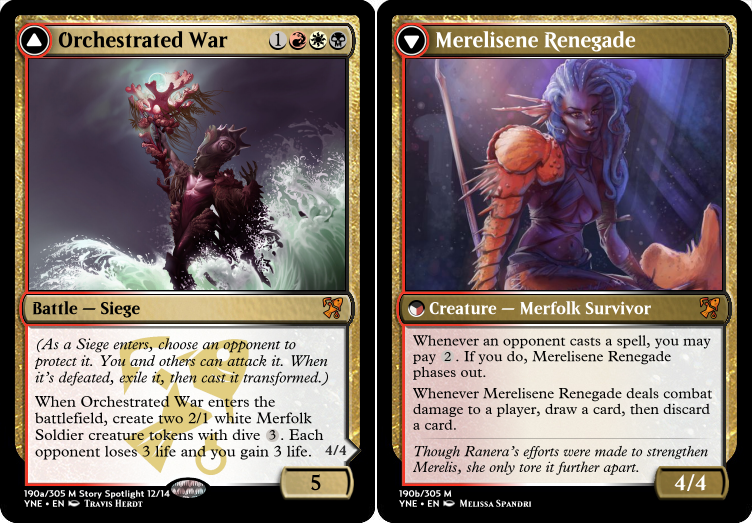 Orchestrated War 1
Battle — Siege
(As a Siege enters, choose an opponent to
protect it. You and others can attack it. When
it's defeated, exile it, then cast it transformed.)
When Orchestrated War enters the
battlefield, create two 2/1 white Merfolk
Soldier creature tokens with dive 3. Each
opponent loses 3 life and you gain 3 life. 4/4
5
190a/305 M Story Spotlight 12/14
YNE • EN Travis Herdt
Merelisene Renegade
Creature — Merfolk Survivor
Whenever an opponent casts a spell, you may
pay 2. If you do, Merelisene Renegade
phases out.
Whenever Merelisene Renegade deals combat
damage to a player, draw a card, then discard
a card.
Though Ranera's efforts were made to strengthen
Merelis, she only tore it further apart.
4/4
190b/305 M
YNE • EN Melissa Spandri